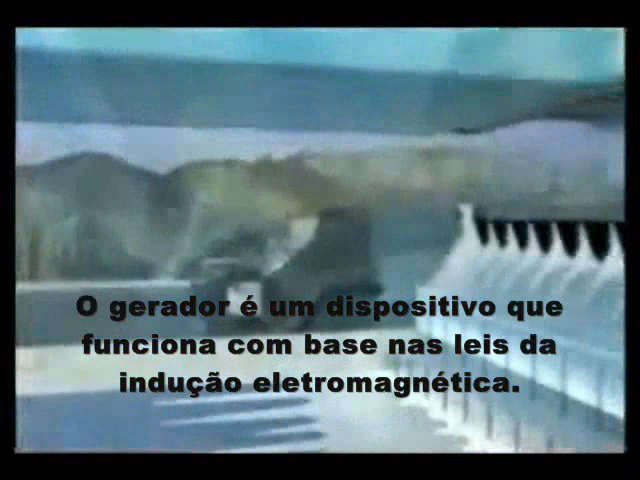 O gerador é um dispositivo que
funciona com base nas leis da
indução eletromagnética.